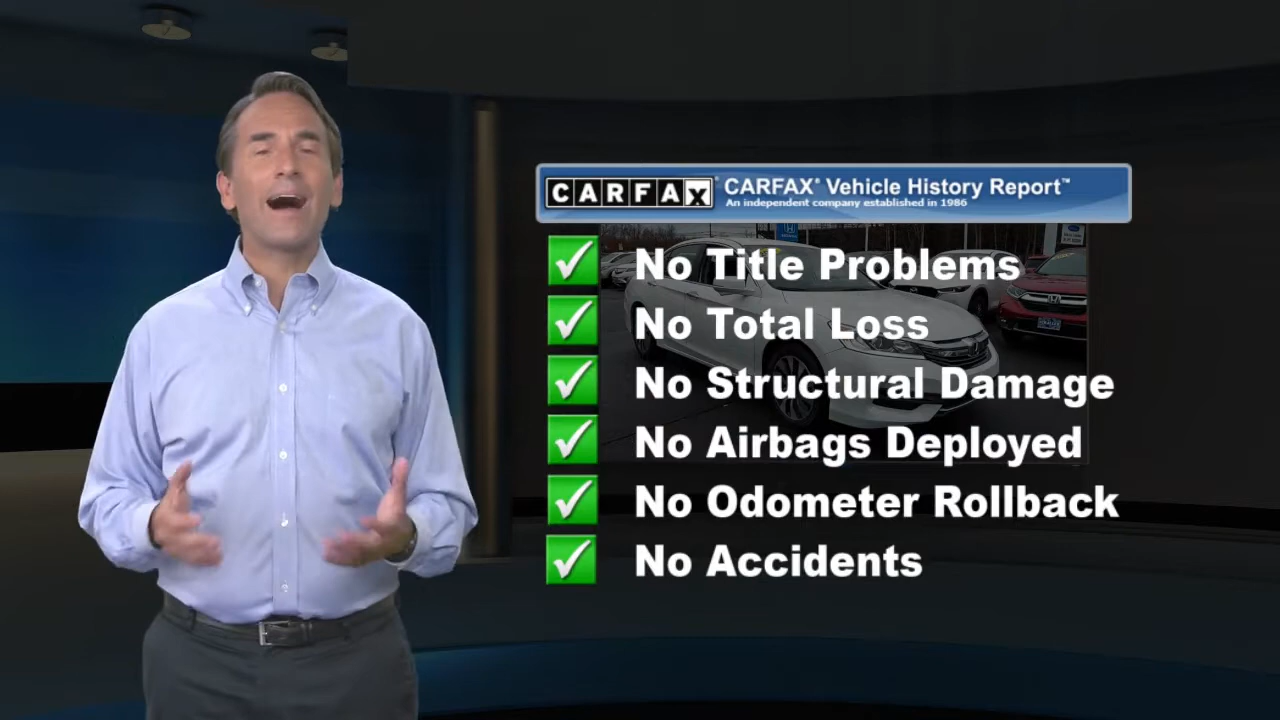 CARFAX® CARFAX® Vehicle History Report™
An independent company established in 1986
No Title Problems
No Total Loss
No Structural Damage
No Airbags Deployed
No Odometer Rollback
No Accidents